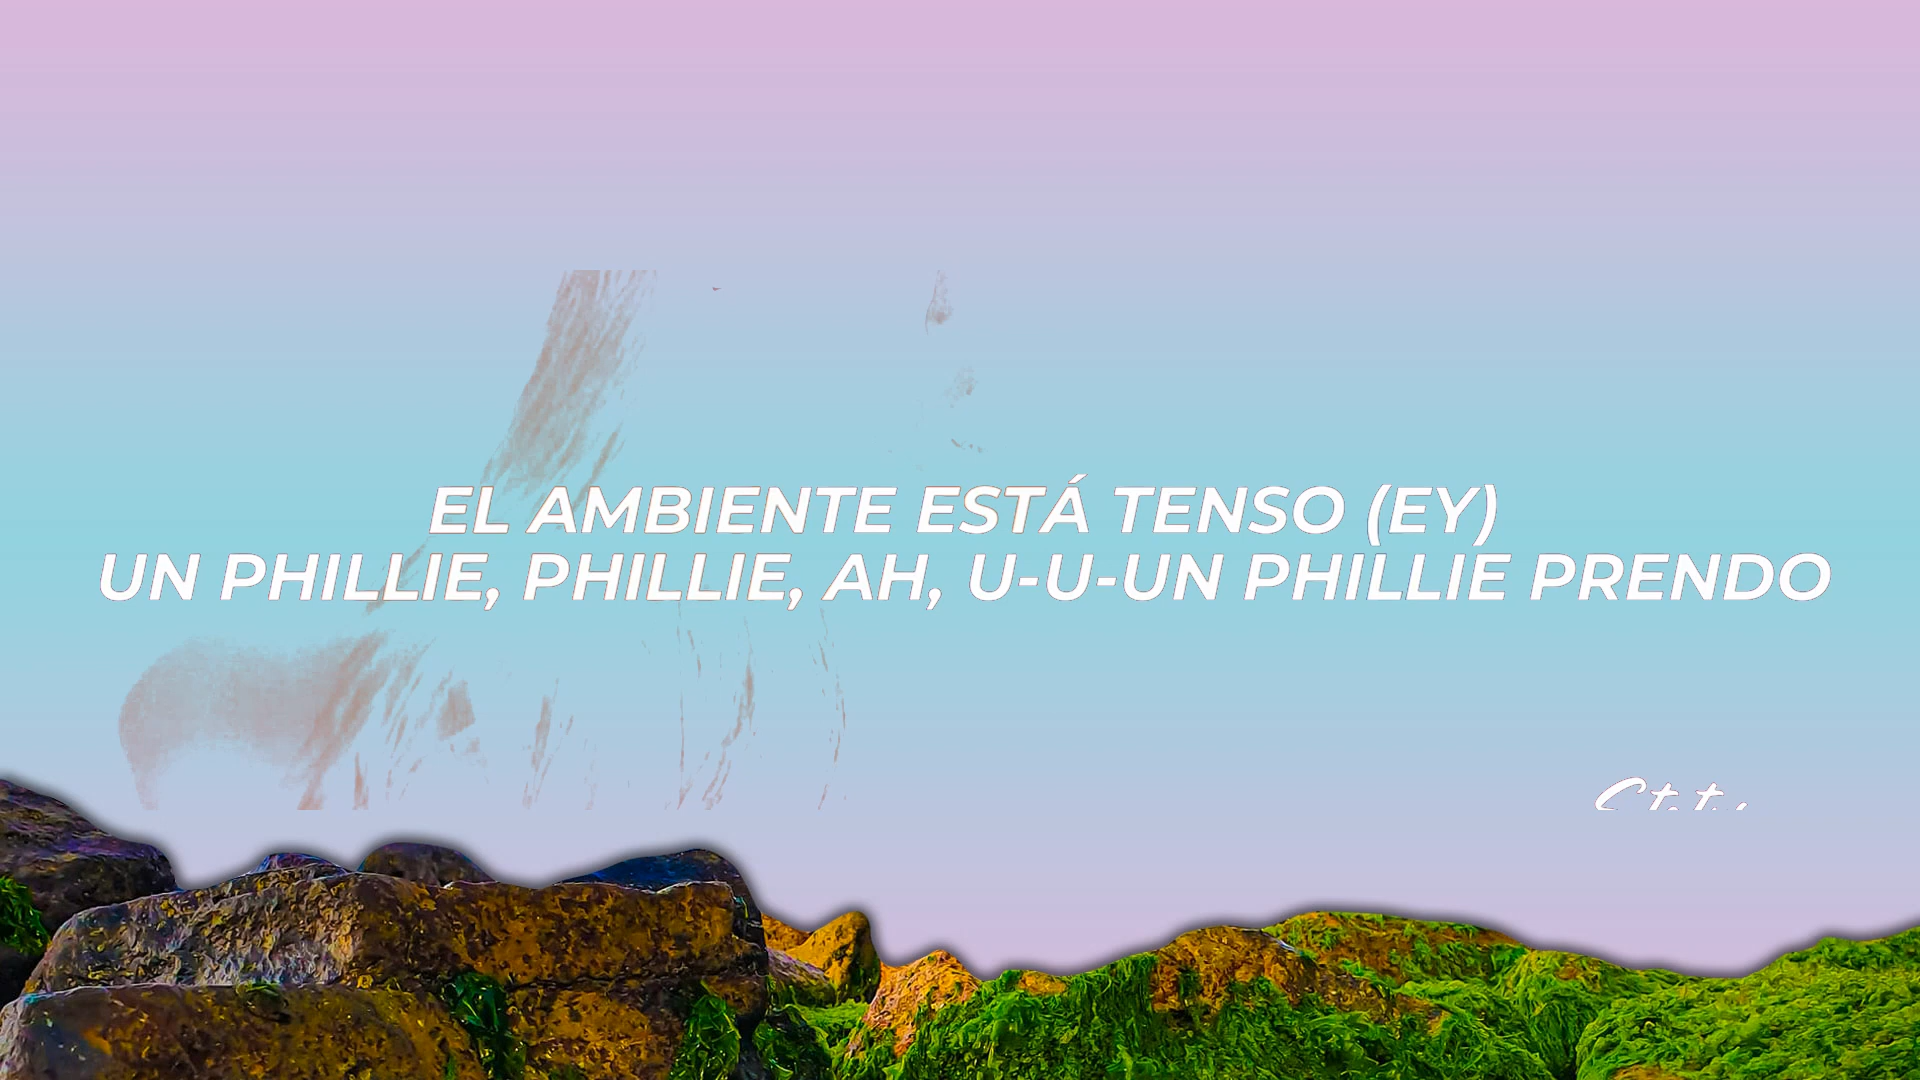 EL AMBIENTE ESTÁ TENSO (EY)
UN PHILLIE, PHILLIE, AH, U-U-UN PHILLIE PRENDO